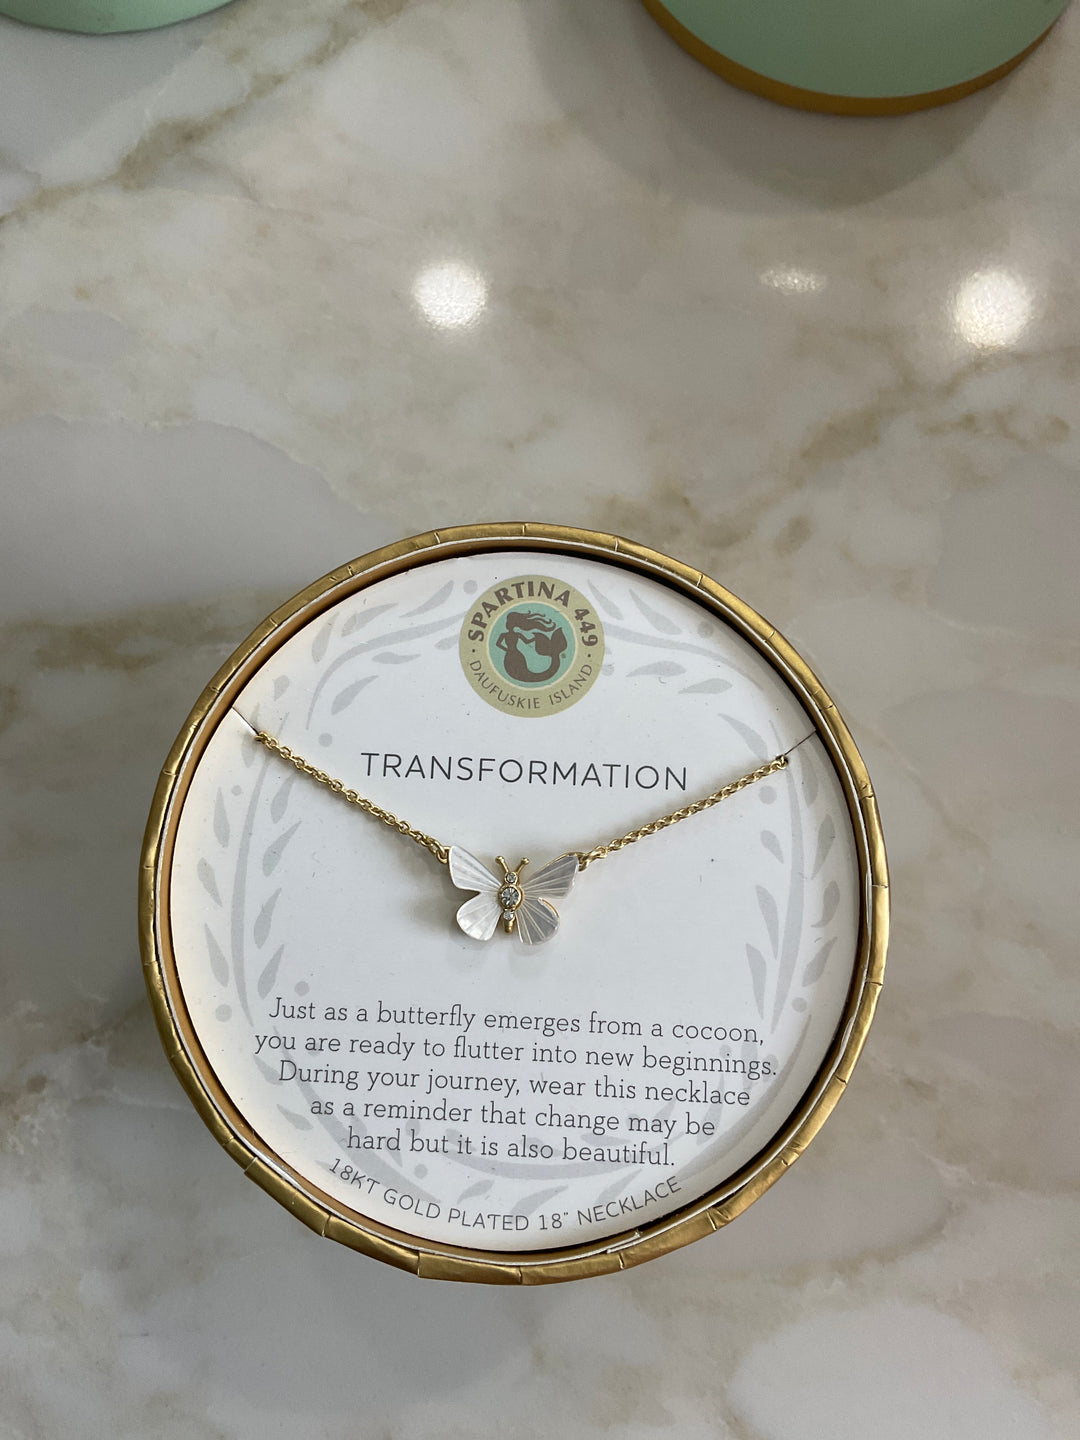 SPARTINA 449
DAUFUSKIE ISLAND
TRANSFORMATION
Just as a butterfly emerges from a cocoon,
you are ready to flutter into new beginnings.
During your journey, wear this necklace
as a reminder that change may be
hard but it is also beautiful.
18KT GOLD PLATED 18" NECKLACE